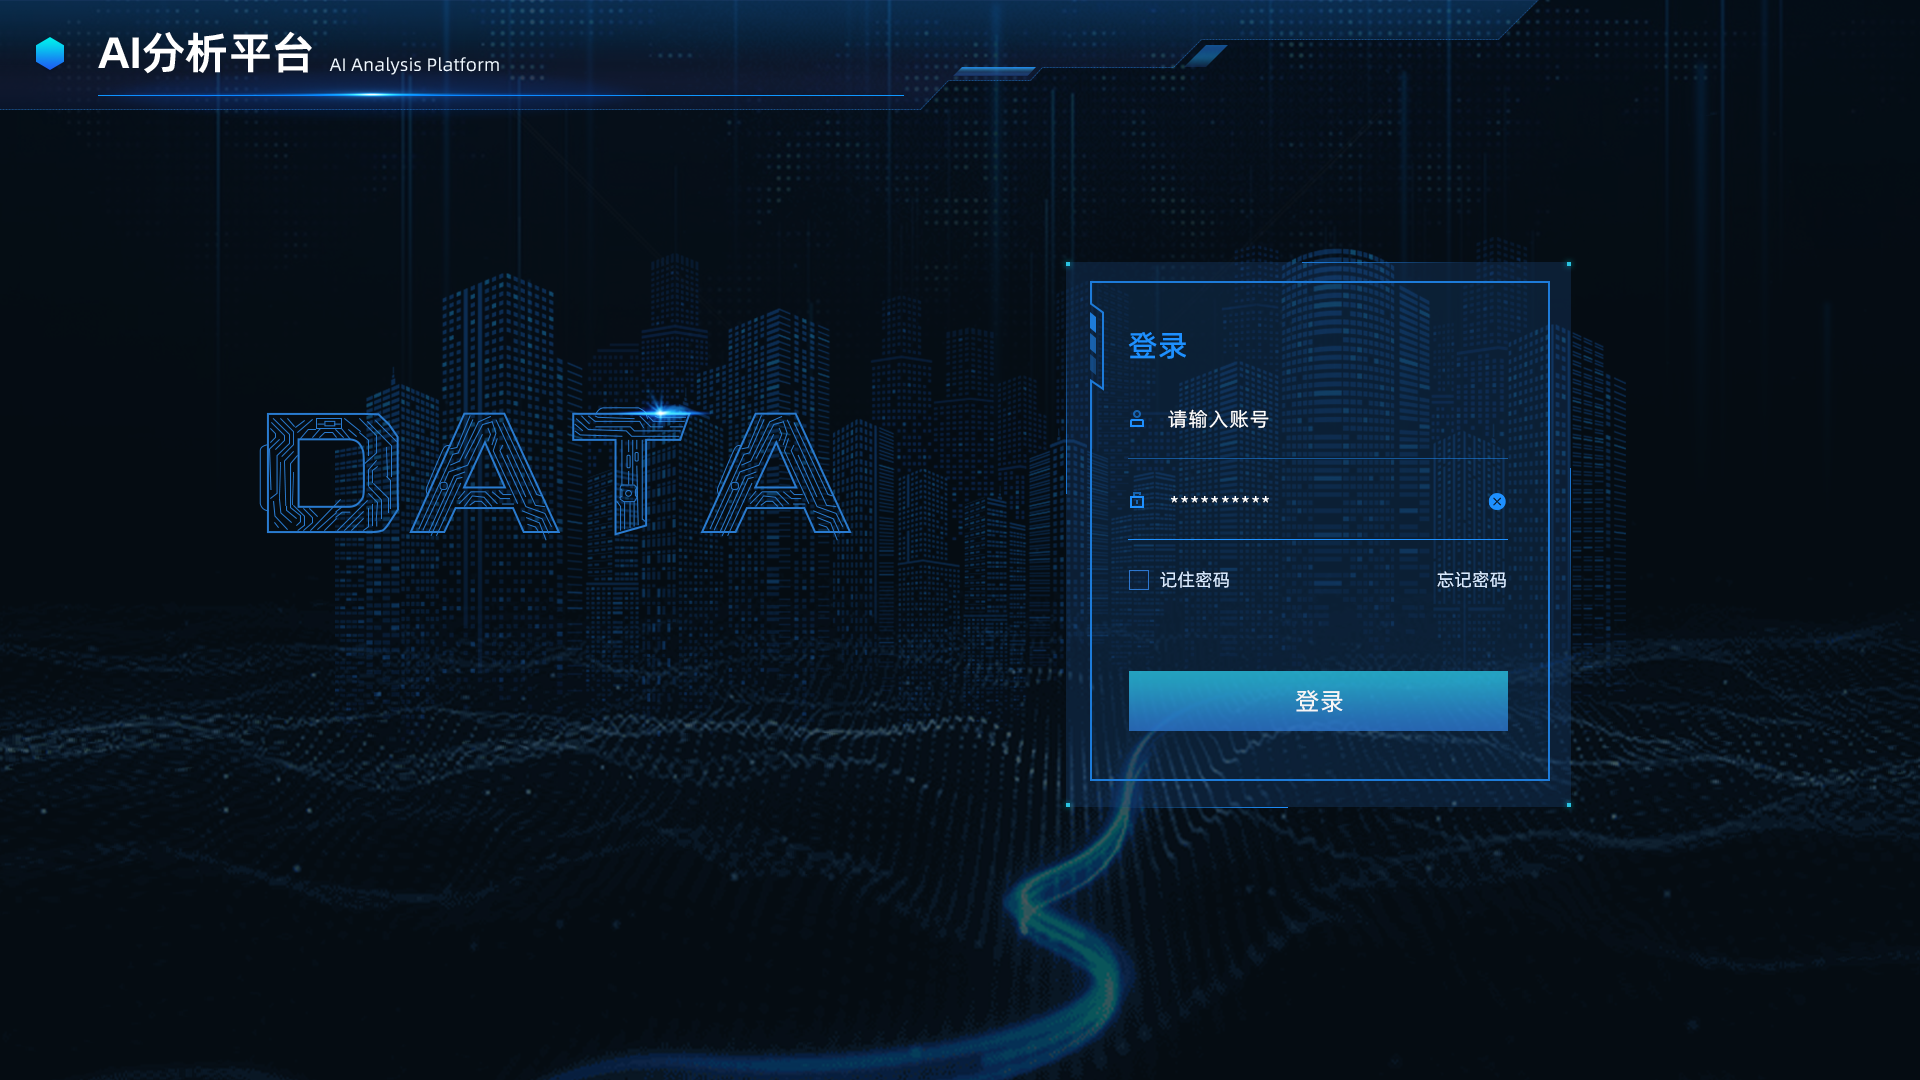 AI分析平台
AI Analysis Platform
DATA
登录
请输入账号
**********
记住密码
忘记密码
登录